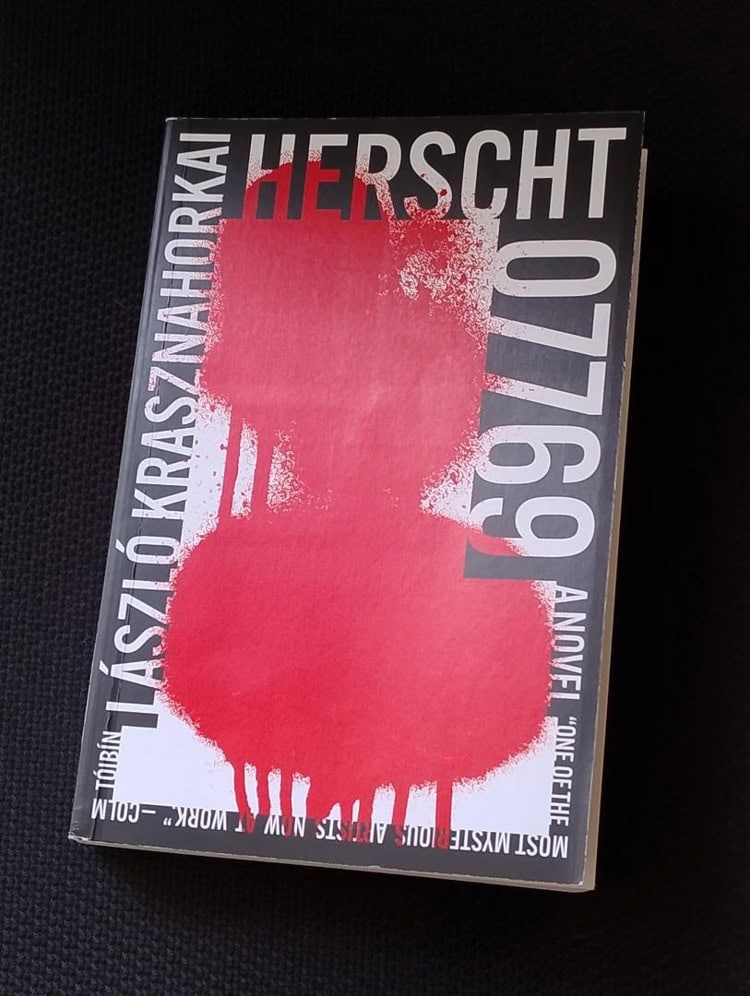 HERSCHT
07769
A NOVEL
"ONE OF THE
MOST MYSTERIOUS ARTISTS NOW AT WORK." — COLM
TÓIBÍN
LÁSZLÓ KRASZNAHORKAI